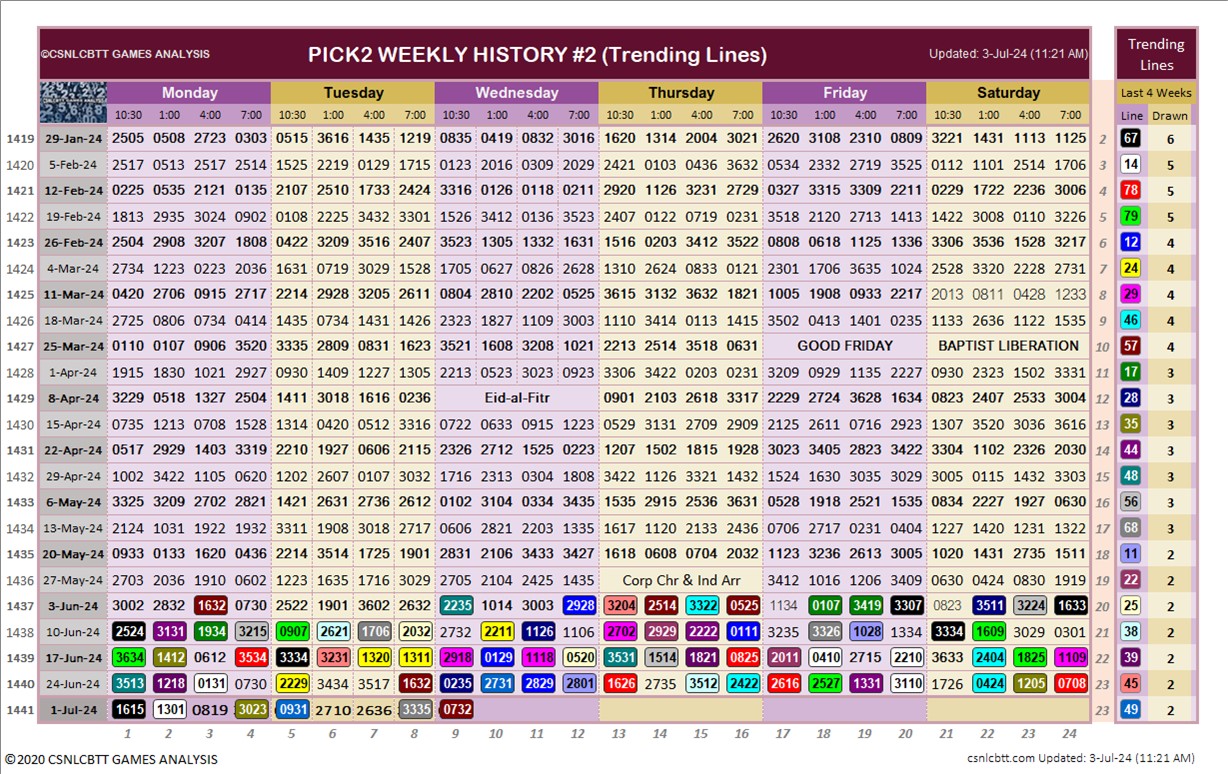 ©CSNLCBTT GAMES ANALYSIS PICK2 WEEKLY HISTORY #2 (Trending Lines) Updated: 3-Jul-24 (11:21 AM) Trending Lines
Monday Tuesday Wednesday Thursday Friday Saturday Last 4 Weeks
10:30 1:00 4:00 7:00 10:30 1:00 4:00 7:00 10:30 1:00 4:00 7:00 10:30 1:00 4:00 7:00 10:30 1:00 4:00 7:00 10:30 1:00 4:00 7:00 Line Drawn
1419 29-Jan-24 2505 0508 2723 0303 0515 3616 1435 1219 0835 0419 0832 3016 1620 1314 2004 3021 2620 3108 2310 0809 3221 1431 1113 1125 2 67 6
1420 5-Feb-24 2517 0513 2517 2514 1525 2219 0129 1715 0123 2016 0309 2029 2421 0103 0436 3632 0534 2332 2719 3525 0112 1101 2514 1706 3 14 5
1421 12-Feb-24 0225 0535 2121 0135 2107 2510 1733 2424 3316 0126 0118 0211 2920 1126 3231 2729 0327 3315 3309 2211 0229 1722 2236 3006 4 78 5
1422 19-Feb-24 1813 2935 3024 0902 0108 2225 3432 3301 1526 3412 0136 3523 2407 0122 0719 0231 3518 2120 2713 1413 1422 3008 0110 3226 5 79 5
1423 26-Feb-24 2504 2908 3207 1808 0422 3209 3516 2407 3523 1305 1332 1631 1516 0203 3412 3522 0808 0618 1125 1336 3306 3536 1528 3217 6 12 4
1424 4-Mar-24 2734 1223 0223 2036 1631 0719 3029 1523 1705 0627 0826 2628 1310 2624 0833 0121 2301 1706 3635 1024 2528 3320 2228 2731 7 24 4
1425 11-Mar-24 0420 2706 0915 2717 2214 2928 3205 2617 0804 2810 2202 0525 3615 3132 3632 1821 1005 1908 0933 2217 2013 0811 0428 1233 8 29 4
1426 18-Mar-24 2725 0806 0734 0414 1435 0734 1431 1426 2323 1827 1109 3003 1110 3414 0113 1415 3502 0413 1401 0235 1133 2636 1122 1535 9 46 4
1427 25-Mar-24 0110 0107 0906 3520 3335 2809 0831 1623 3521 1608 3208 1021 2213 2514 3518 0631 GOOD FRIDAY BAPTIST LIBERATION 10 57 4
1428 1-Apr-24 1915 1830 1021 2927 0930 1409 1227 1305 2213 0523 3023 0923 3306 3422 0203 0231 3209 0929 1135 2227 0930 2323 1502 3331 11 17 3
1429 8-Apr-24 3229 0518 1327 2504 1411 3018 1616 0236 Eid-al-Fitr 0901 2103 2618 3317 2229 2724 3628 1634 0823 2407 2533 3004 12 28 3
1430 15-Apr-24 0735 1213 0708 1528 1314 0420 0512 3319 0722 0633 0915 1223 0529 3131 2709 2909 2125 2611 0716 2923 1307 3520 3036 3616 13 35 3
1431 22-Apr-24 0517 2929 1403 3319 2210 1927 0606 2113 2326 2712 1525 0223 1207 1502 1815 1928 3023 3405 2823 3422 3304 1102 2326 2030 14 44 3
1432 29-Apr-24 1002 3422 1105 0620 1202 2607 0107 3032 1716 2313 0304 1808 3422 1126 3321 1432 1524 1630 3035 3029 3005 0115 1432 3303 15 48 3
1433 6-May-24 3325 3209 2702 2821 1421 2631 2736 2612 0102 3104 0334 3435 1535 2915 2536 3631 0528 1918 2521 1535 0834 2227 1927 0630 16 56 3
1434 13-May-24 2124 1031 1922 1932 3311 1908 3018 2717 0606 2821 2203 1335 1617 1120 2133 2436 0706 2717 0231 0404 1227 1420 1231 1322 17 68 3
1435 20-May-24 0933 0133 1620 0436 2214 3514 1725 1901 2831 2106 3433 3427 1618 0608 0704 2032 1123 3236 2613 3005 1020 1431 2735 1511 18 11 2
1436 27-May-24 2703 2036 1910 0602 1223 1635 1716 3029 2705 2104 2425 1435 Corp Chr & Ind Arr 3412 1016 1206 3409 0630 0424 0830 1919 19 22 2
1437 3-Jun-24 3002 2832 1632 0730 2522 1901 3602 2632 2235 1014 3003 2928 3204 2514 3322 0525 1134 0107 3419 3307 0823 3511 3224 1633 20 25 2
1438 10-Jun-24 2524 3131 1934 3215 0907 2621 1706 2032 2732 2211 1126 1106 2702 2929 2222 0111 3235 3326 1028 1334 3334 1609 3029 0301 21 38 2
1439 17-Jun-24 3634 1412 0612 3534 3334 3231 1320 1311 2918 0129 1118 0520 3531 1514 1821 0825 2011 0410 2715 2210 3633 2404 1825 1109 22 39 2
1440 24-Jun-24 3513 1218 0131 0730 2229 3434 3517 1632 0235 2731 2829 2801 1626 2735 3512 2422 2616 2527 1331 3110 1726 0424 1205 0708 23 45 2
1441 1-Jul-24 1615 1301 0819 3023 0931 2710 2636 3335 0732 23 49 2
1 2 3 4 5 6 7 8 9 10 11 12 13 14 15 16 17 18 19 20 21 22 23 24
©2020 CSNLCBTT GAMES ANALYSIS csnlcbtt.com Updated: 3-Jul-24 (11:21 AM)